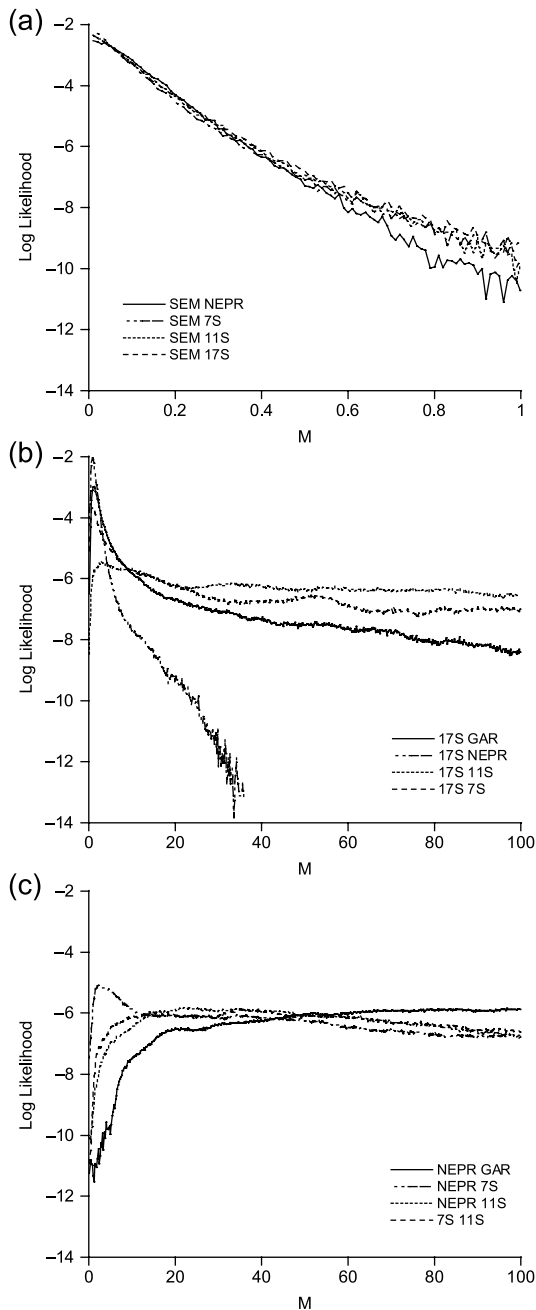 (a)
−2
−4
−6
−8
−10
−12
−14
Log Likelihood
SEM NEPR
SEM 7S
SEM 11S
SEM 17S
0
0.2
0.4
0.6
0.8
1
M
(b)
−2
−4
−6
−8
−10
−12
−14
Log Likelihood
17S GAR
17S NEPR
17S 11S
17S 7S
0
20
40
60
80
100
M
(c)
−2
−4
−6
−8
−10
−12
−14
Log Likelihood
NEPR GAR
NEPR 7S
NEPR 11S
7S 11S
0
20
40
60
80
100
M